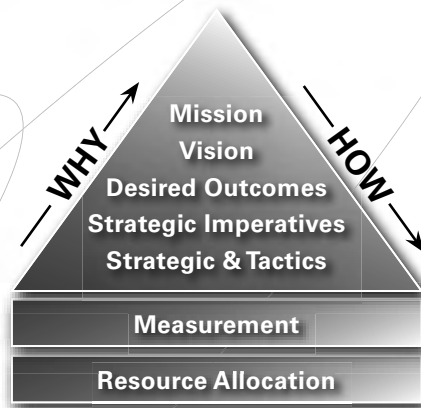 WHY
HOW
Mission
Vision
Desired Outcomes
Strategic Imperatives
Strategic & Tactics
Measurement
Resource Allocation